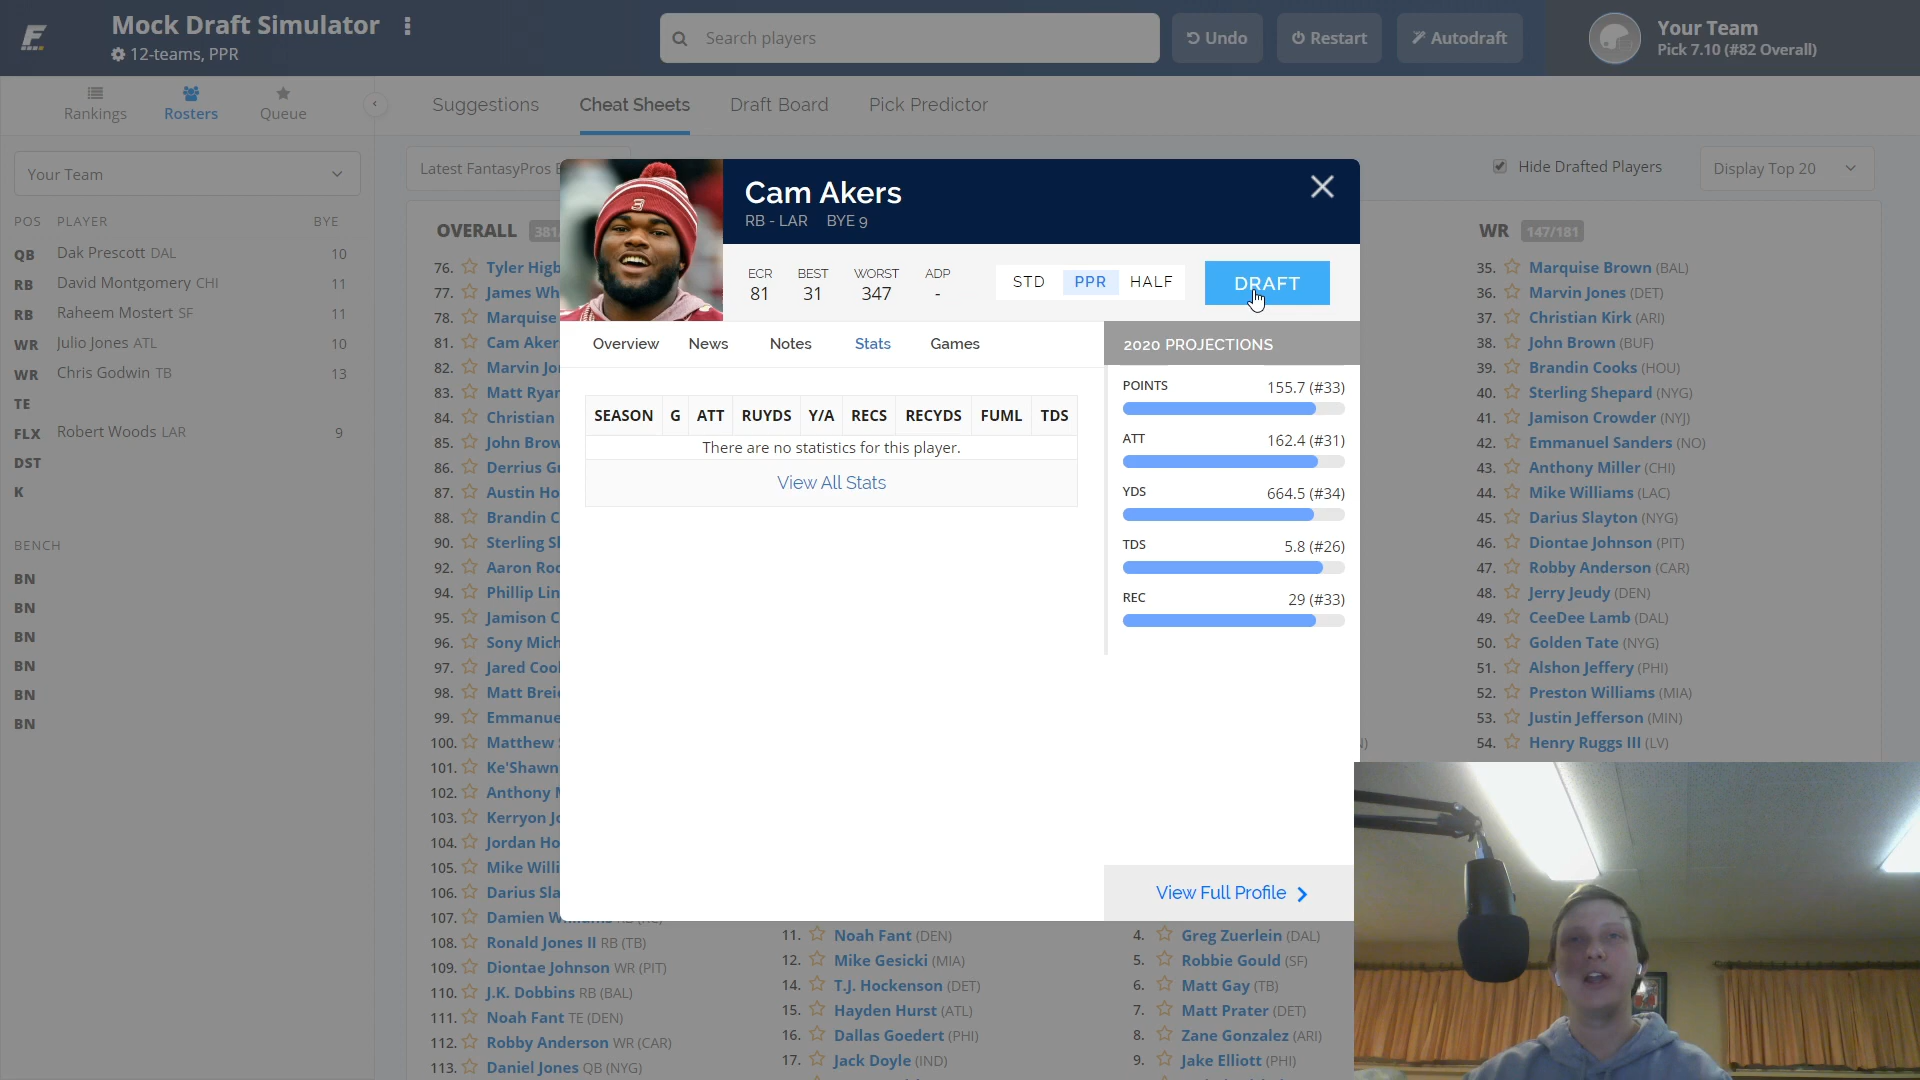 Mock Draft Simulator
12-teams, PPR
Search players
Undo
Restart
Autodraft
Your Team
Pick 7.10 (#82 Overall)
Rankings
Rosters
Queue
Suggestions
Cheat Sheets
Draft Board
Pick Predictor
Your Team
POS PLAYER BYE
QB Dak Prescott DAL 10
RB David Montgomery CHI 11
RB Raheem Mostert SF 11
WR Julio Jones ATL 10
WR Chris Godwin TB 13
TE
FLX Robert Woods LAR 9
DST
K
BENCH
BN
BN
BN
BN
BN
BN
Latest FantasyPros E
Hide Drafted Players
Display Top 20
OVERALL 381
76. Tyler Higb
77. James Wh
78. Marquise
81. Cam Aker
82. Marvin Jo
83. Matt Ryan
84. Christian
85. John Brow
86. Derrius Gu
87. Austin Ho
88. Brandin C
90. Sterling Sh
92. Aaron Rod
94. Phillip Lin
95. Jamison C
96. Sony Mich
97. Jared Cool
98. Matt Breid
99. Emmanue
100. Matthew
101. Ke'Shawn
102. Anthony M
103. Kerryon Jo
104. Jordan Ho
105. Mike Willi
106. Darius Sla
107. Damien W
108. Ronald Jones II RB (TB)
109. Diontae Johnson WR (PIT)
110. J.K. Dobbins RB (BAL)
111. Noah Fant TE (DEN)
112. Robby Anderson WR (CAR)
113. Daniel Jones QB (NYG)
Cam Akers
RB - LAR BYE 9
ECR BEST WORST ADP
81 31 347 -
STD PPR HALF
DRAFT
Overview News Notes Stats Games
SEASON G ATT RUYDS Y/A RECS RECYDS FUML TDS
There are no statistics for this player.
View All Stats
2020 PROJECTIONS
POINTS 155.7 (#33)
ATT 162.4 (#31)
YDS 664.5 (#34)
TDS 5.8 (#26)
REC 29 (#33)
View Full Profile
11. Noah Fant (DEN)
12. Mike Gesicki (MIA)
14. T.J. Hockenson (DET)
15. Hayden Hurst (ATL)
16. Dallas Goedert (PHI)
17. Jack Doyle (IND)
4. Greg Zuerlein (DAL)
5. Robbie Gould (SF)
6. Matt Gay (TB)
7. Matt Prater (DET)
8. Zane Gonzalez (ARI)
9. Jake Elliott (PHI)
WR 147/181
35. Marquise Brown (BAL)
36. Marvin Jones (DET)
37. Christian Kirk (ARI)
38. John Brown (BUF)
39. Brandin Cooks (HOU)
40. Sterling Shepard (NYG)
41. Jamison Crowder (NYJ)
42. Emmanuel Sanders (NO)
43. Anthony Miller (CHI)
44. Mike Williams (LAC)
45. Darius Slayton (NYG)
46. Diontae Johnson (PIT)
47. Robby Anderson (CAR)
48. Jerry Jeudy (DEN)
49. CeeDee Lamb (DAL)
50. Golden Tate (NYG)
51. Alshon Jeffery (PHI)
52. Preston Williams (MIA)
53. Justin Jefferson (MIN)
54. Henry Ruggs III (LV)